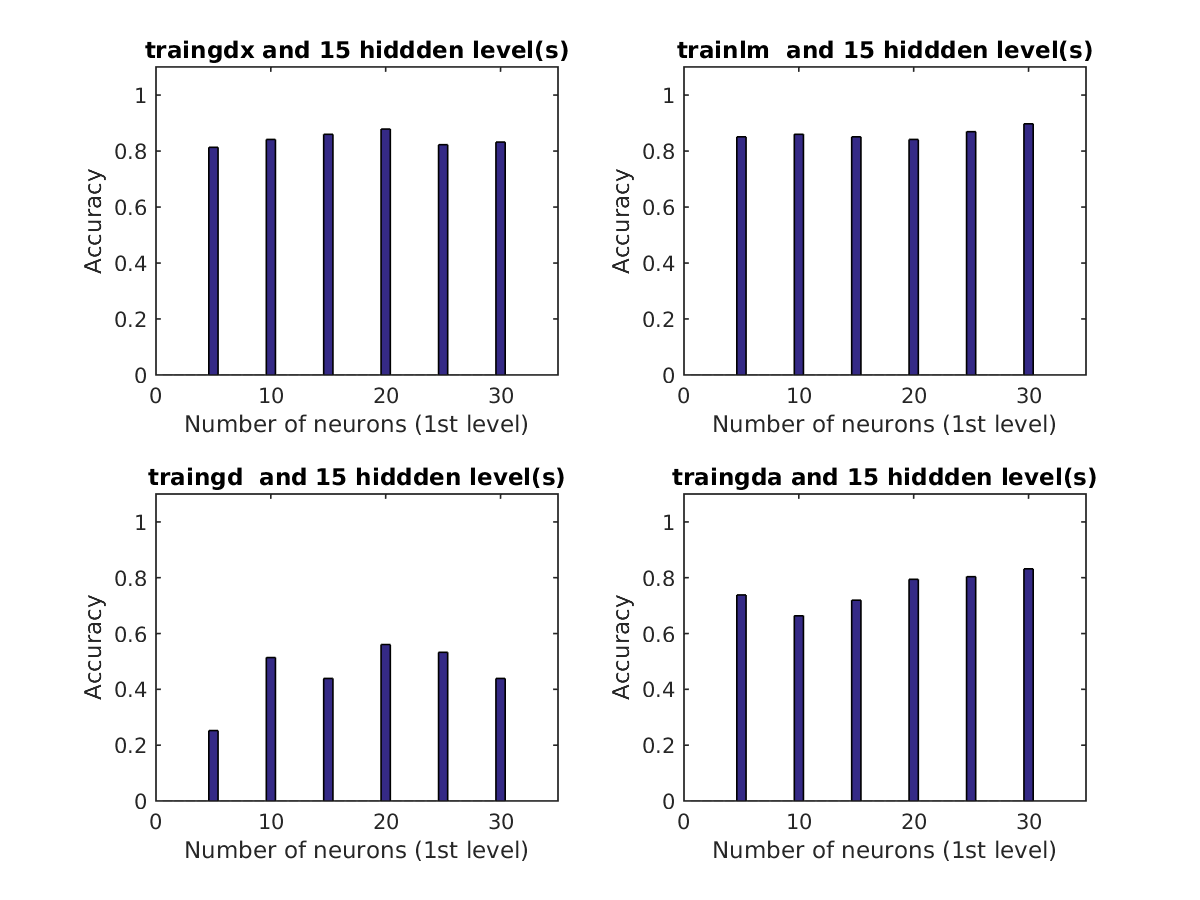 traingdx and 15 hiddden level(s)
1
0.8
0.6
0.4
0.2
0
Accuracy
0 10 20 30
Number of neurons (1st level)
trainlm  and 15 hiddden level(s)
1
0.8
0.6
0.4
0.2
0
Accuracy
0 10 20 30
Number of neurons (1st level)
traingd  and 15 hiddden level(s)
1
0.8
0.6
0.4
0.2
0
Accuracy
0 10 20 30
Number of neurons (1st level)
traingda and 15 hiddden level(s)
1
0.8
0.6
0.4
0.2
0
Accuracy
0 10 20 30
Number of neurons (1st level)